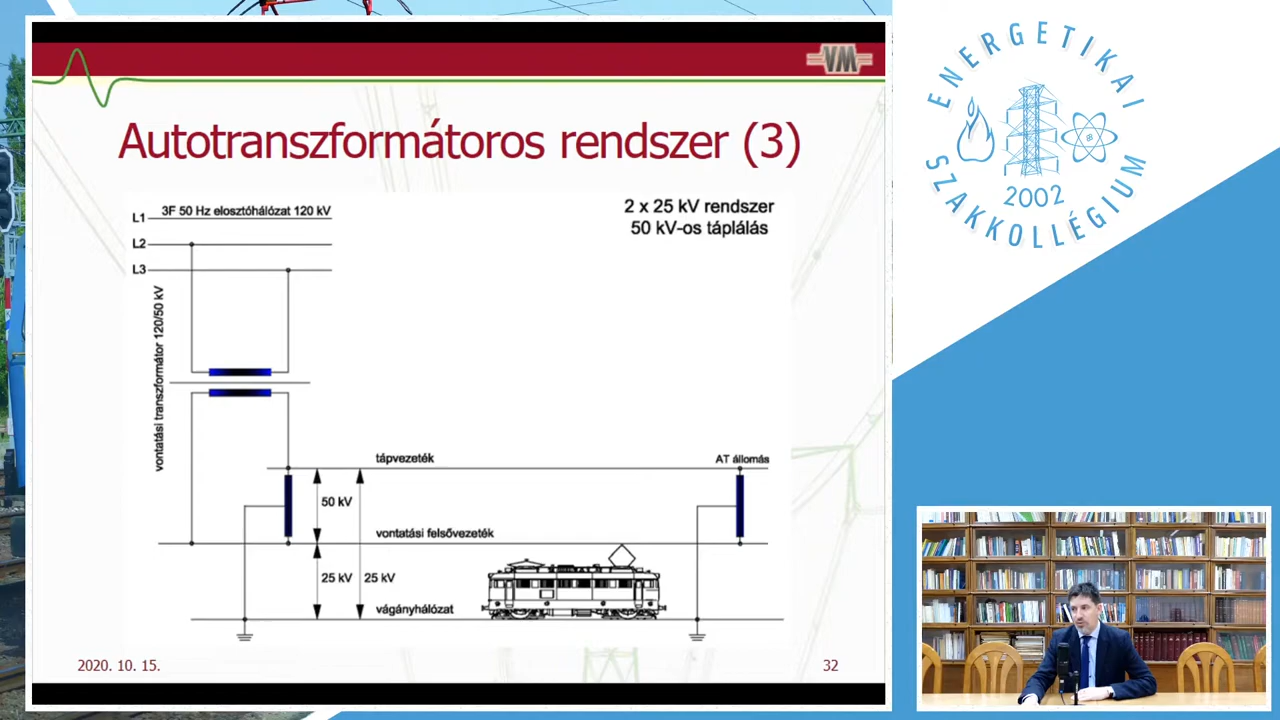 VM
Autotranszformátoros rendszer (3)
3F 50 Hz elosztóhálózat 120 kV
L1
L2
L3
2 x 25 kV rendszer
50 kV-os táplálás
vontatási transzformátor 120/50 kV
tápvezeték
AT állomás
50 kV
vontatási felsővezeték
25 kV
25 kV
vágányhálózat
2020. 10. 15.
32
ENERGETIKAI
SZAKKOLLÉGIUM
2002